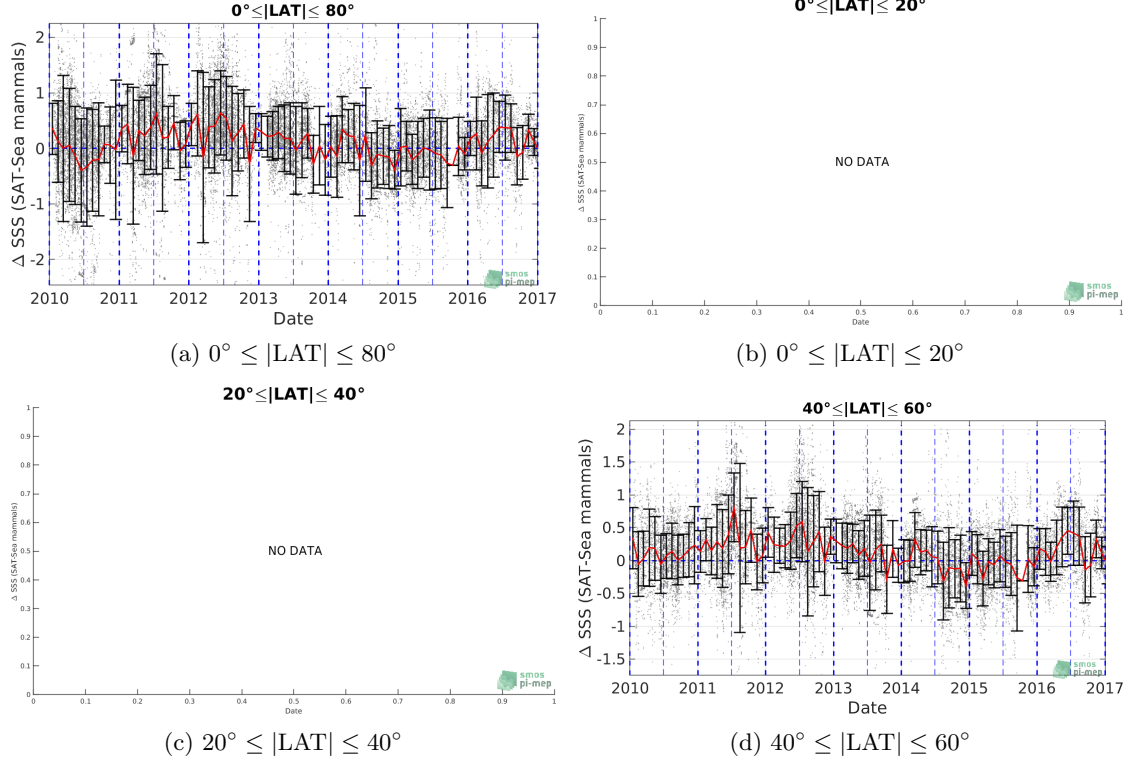 0°≤|LAT|≤ 80°
Δ SSS (SAT-Sea mammals)
2
1
0
-1
-2
2010 2011 2012 2013 2014 2015 2016 2017
Date
smos
pi-mep
(a) 0° ≤ |LAT| ≤ 80°
0°≤|LAT|≤ 20°
Δ SSS (SAT-Sea mammals)
1
0.9
0.8
0.7
0.6
0.5
0.4
0.3
0.2
0.1
0
NO DATA
0 0.1 0.2 0.3 0.4 0.5 0.6 0.7 0.8 0.9 1
Date
smos
pi-mep
(b) 0° ≤ |LAT| ≤ 20°
20°≤|LAT|≤ 40°
Δ SSS (SAT-Sea mammals)
1
0.9
0.8
0.7
0.6
0.5
0.4
0.3
0.2
0.1
0
NO DATA
0 0.1 0.2 0.3 0.4 0.5 0.6 0.7 0.8 0.9 1
Date
smos
pi-mep
(c) 20° ≤ |LAT| ≤ 40°
40°≤|LAT|≤ 60°
Δ SSS (SAT-Sea mammals)
2
1.5
1
0.5
0
-0.5
-1
-1.5
2010 2011 2012 2013 2014 2015 2016 2017
Date
smos
pi-mep
(d) 40° ≤ |LAT| ≤ 60°